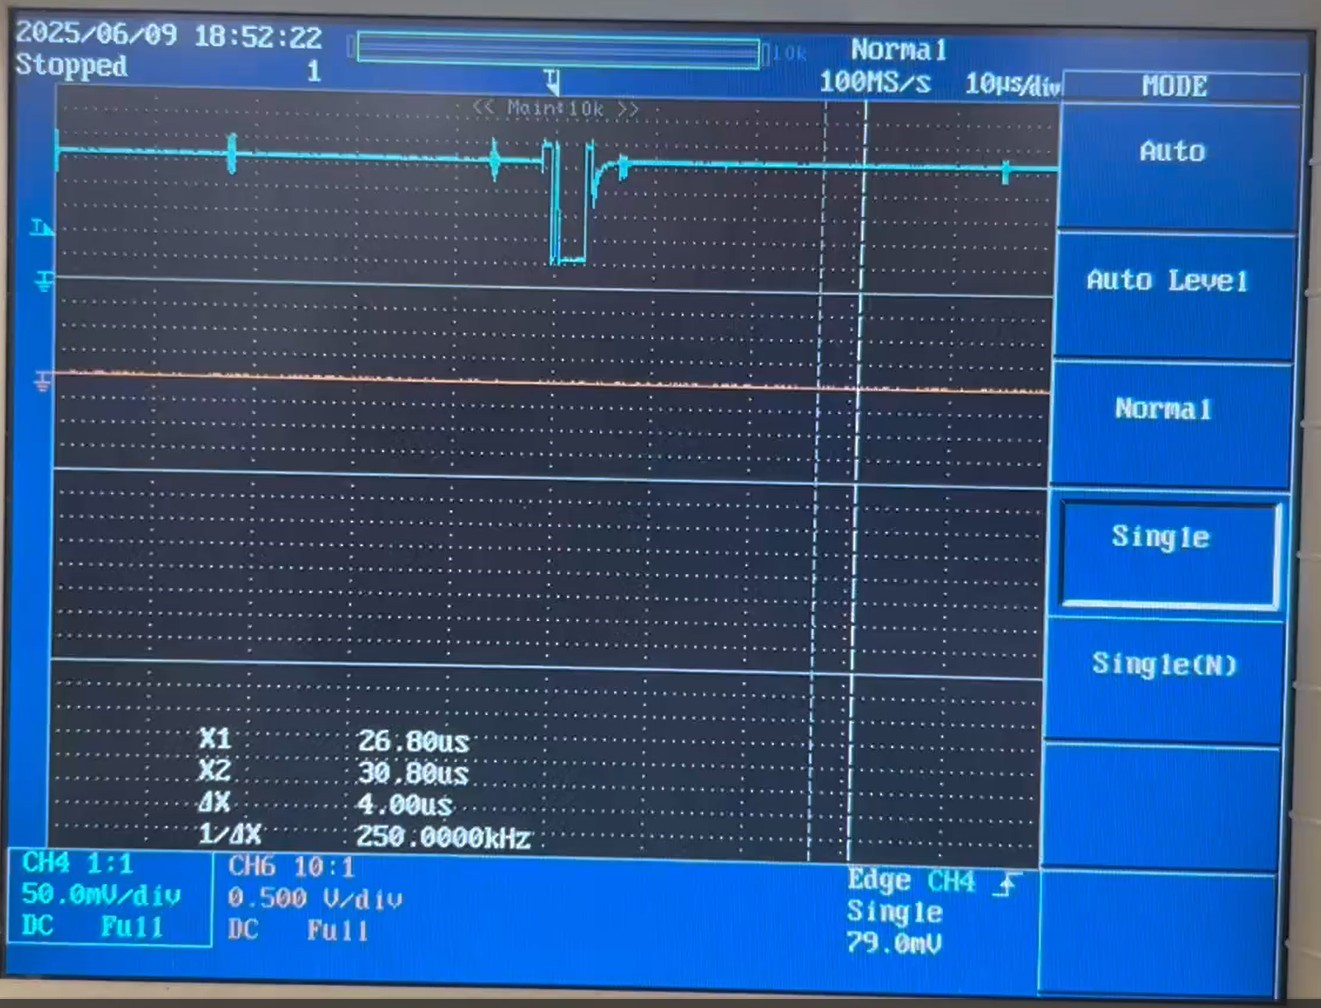 2025/06/09 18:52:22
Stopped 1
10k
Normal
100MS/s 10µs/div
<< Main:10k >>
MODE
Auto
Auto Level
Normal
Single
Single(N)
X1 26.80us
X2 30.80us
ΔX 4.00us
1/ΔX 250.0000kHz
CH4 1:1
50.0mV/div
DC Full
CH6 10:1
0.500 V/div
DC Full
Edge CH4
Single
79.0mV